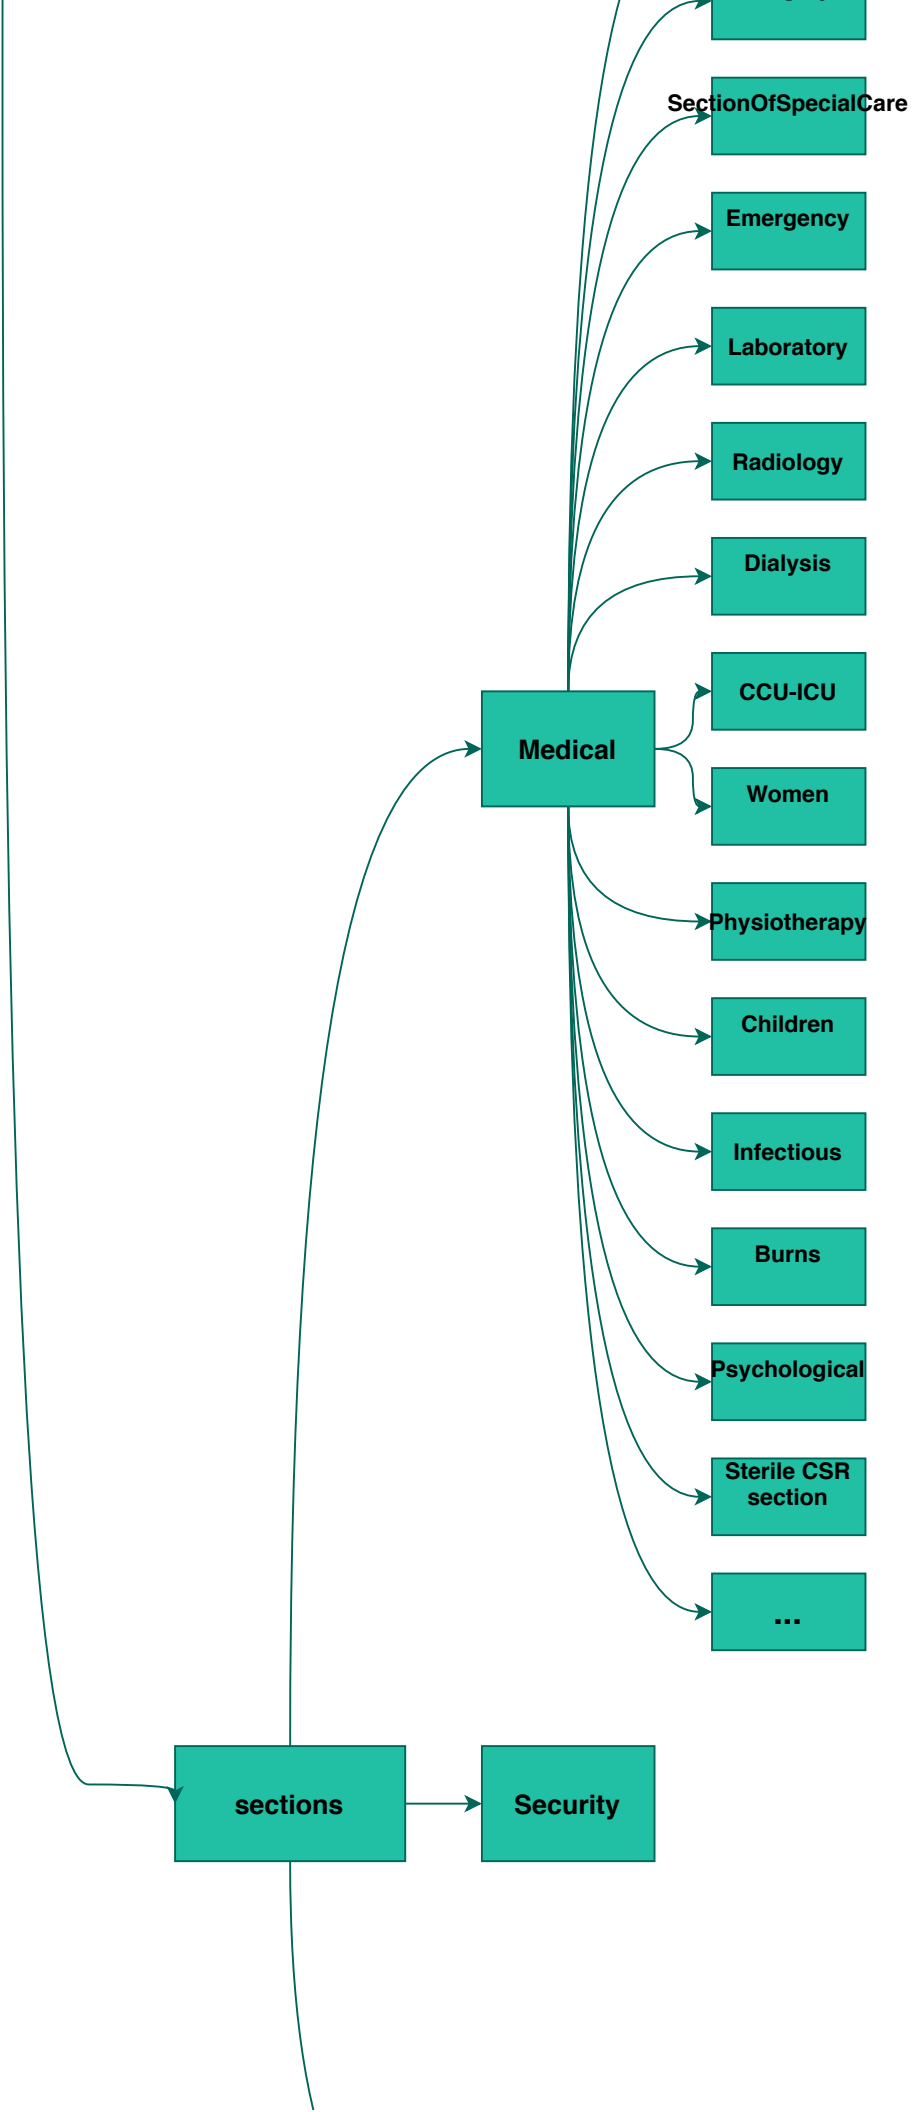 SectionOfSpecialCare
Emergency
Laboratory
Radiology
Dialysis
CCU-ICU
Medical
Women
Physiotherapy
Children
Infectious
Burns
Psychological
Sterile CSR
section
...
sections
Security